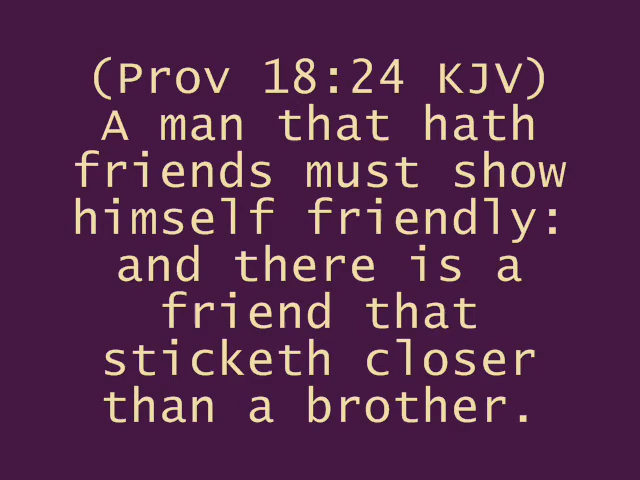 (Prov 18:24 KJV)
A man that hath
friends must show
himself friendly:
and there is a
friend that
sticketh closer
than a brother.